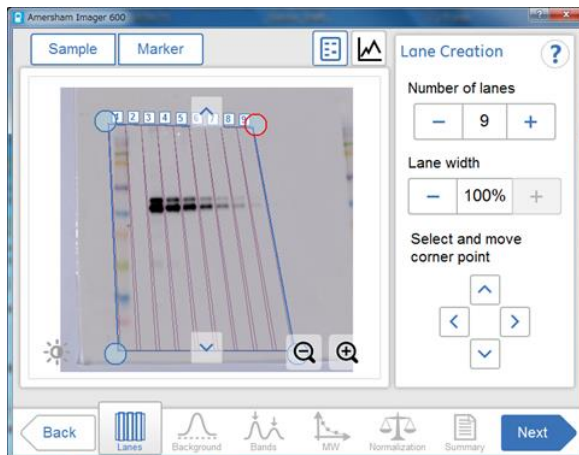 Amersham Imager 600
Sample
Marker
Lane Creation
?
Number of lanes
− 9 +
Lane width
− 100% +
Select and move
corner point
1 2 3 4 5 6 7 8 9
Back
Lanes
Background
Bands
MW
Normalization
Summary
Next